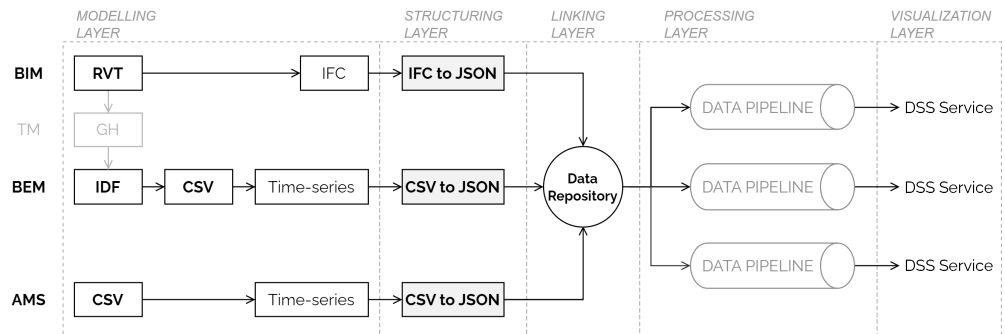 MODELLING
LAYER
STRUCTURING
LAYER
LINKING
LAYER
PROCESSING
LAYER
VISUALIZATION
LAYER
BIM
RVT
IFC
IFC to JSON
DATA PIPELINE
DSS Service
TM
GH
BEM
IDF
CSV
Time-series
CSV to JSON
Data
Repository
DATA PIPELINE
DSS Service
DATA PIPELINE
DSS Service
AMS
CSV
Time-series
CSV to JSON